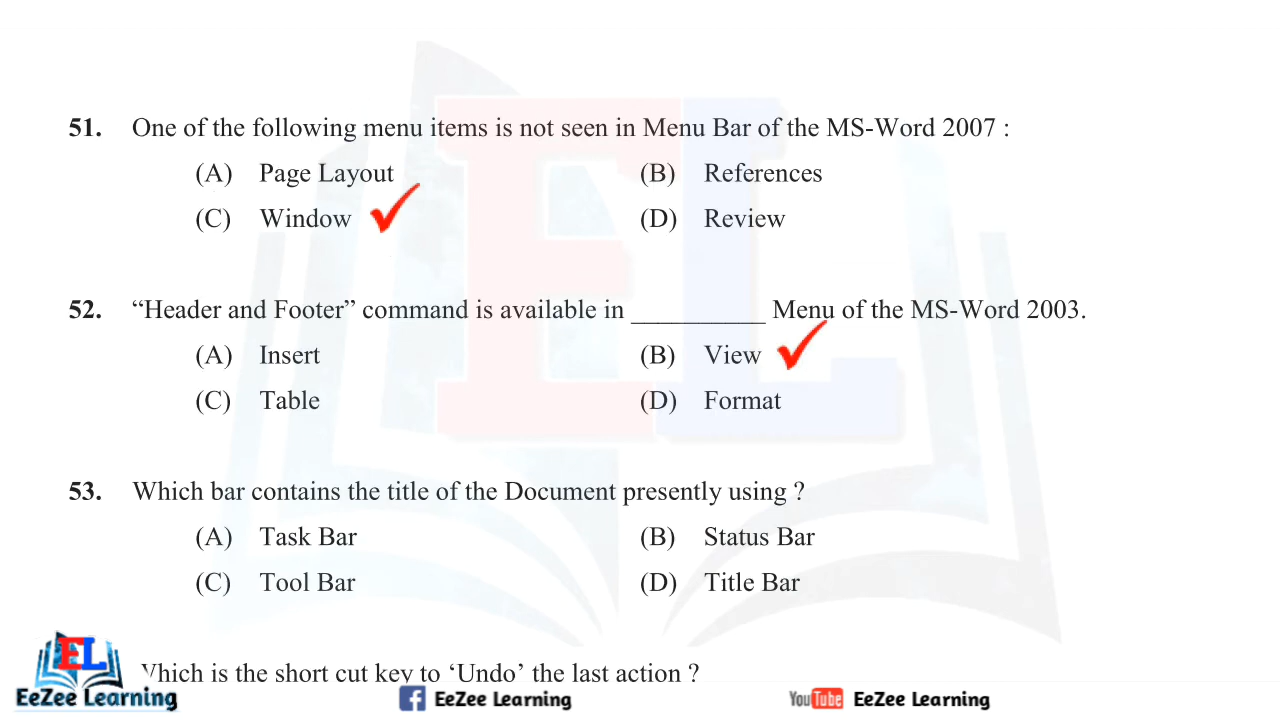 51. One of the following menu items is not seen in Menu Bar of the MS-Word 2007 :
(A) Page Layout (B) References
(C) Window (D) Review
52. “Header and Footer” command is available in __________ Menu of the MS-Word 2003.
(A) Insert (B) View
(C) Table (D) Format
53. Which bar contains the title of the Document presently using ?
(A) Task Bar (B) Status Bar
(C) Tool Bar (D) Title Bar
Which is the short cut key to ‘Undo’ the last action ?
EL
EeZee Learning
f EeZee Learning
YouTube EeZee Learning